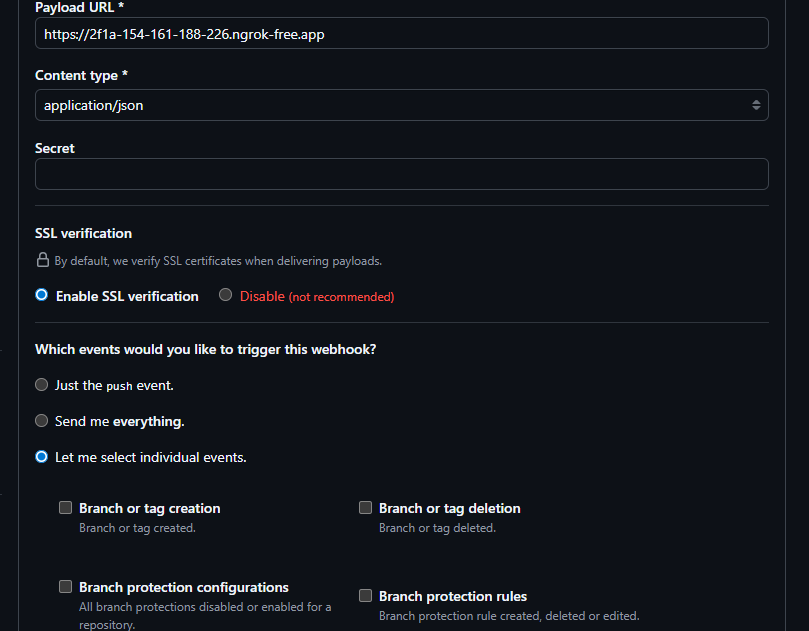 Payload URL *
https://2f1a-154-161-188-226.ngrok-free.app
Content type *
application/json
Secret
SSL verification
By default, we verify SSL certificates when delivering payloads.
Enable SSL verification
Disable (not recommended)
Which events would you like to trigger this webhook?
Just the push event.
Send me everything.
Let me select individual events.
Branch or tag creation
Branch or tag created.
Branch or tag deletion
Branch or tag deleted.
Branch protection configurations
All branch protections disabled or enabled for a
repository.
Branch protection rules
Branch protection rule created, deleted or edited.